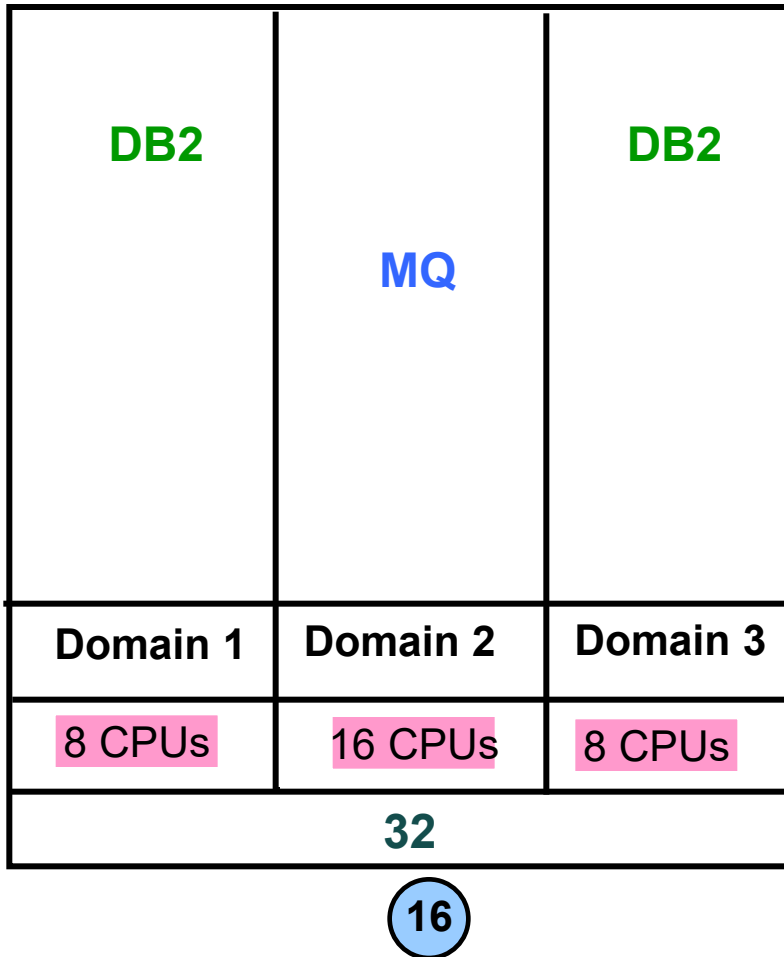 DB2
DB2
MQ
Domain 1
Domain 2
Domain 3
8 CPUs
16 CPUs
8 CPUs
32
16